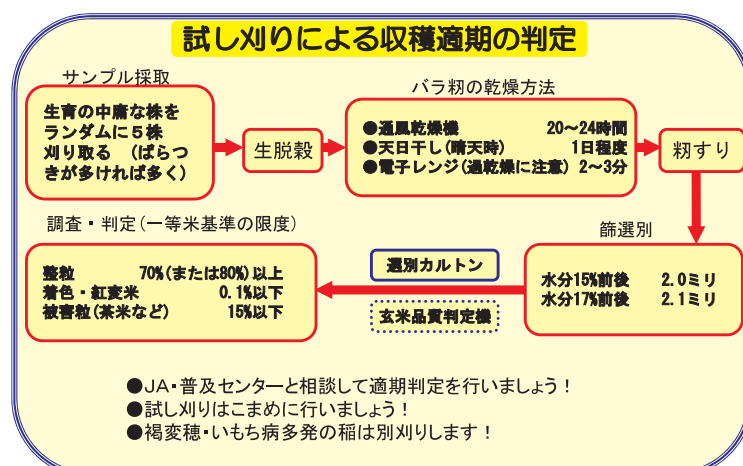 試し刈りによる収穫適期の判定
サンプル採取
生育の中庸な株を
ランダムに5株
刈り取る （ばらつ
きが多ければ多く）
生脱穀
バラ籾の乾燥方法
●通風乾燥機 20〜24時間
●天日干し（晴天時） 1日程度
●電子レンジ（過乾燥に注意） 2〜3分
籾すり
篩選別
水分15%前後 2.0ミリ
水分17%前後 2.1ミリ
選別カルトン
玄米品質判定機
調査・判定（一等米基準の限度）
整粒 70%（または80%）以上
着色・紅変米 0.1%以下
被害粒（茶米など） 15%以下
●JA・普及センターと相談して適期判定を行いましょう！
●試し刈りはこまめに行いましょう！
●褐変穂・いもち病多発の稲は別刈りします！